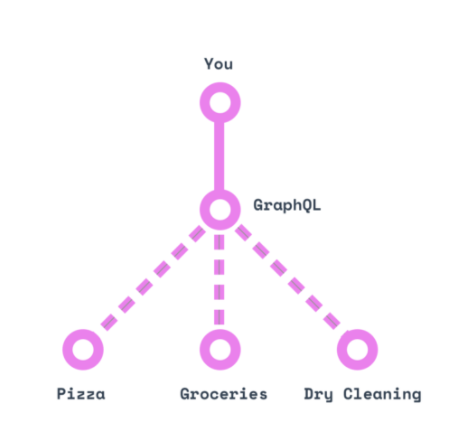 You
GraphQL
Pizza
Groceries
Dry Cleaning